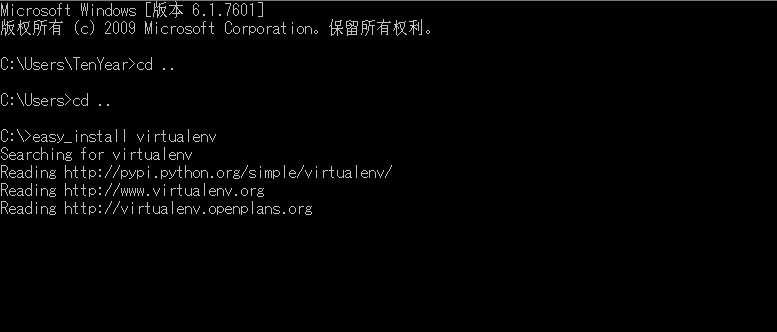 Microsoft Windows [版本 6.1.7601]
版权所有 (c) 2009 Microsoft Corporation。保留所有权利。
C:\Users\TenYear>cd ..
C:\Users>cd ..
C:\>easy_install virtualenv
Searching for virtualenv
Reading http://pypi.python.org/simple/virtualenv/
Reading http://www.virtualenv.org
Reading http://virtualenv.openplans.org